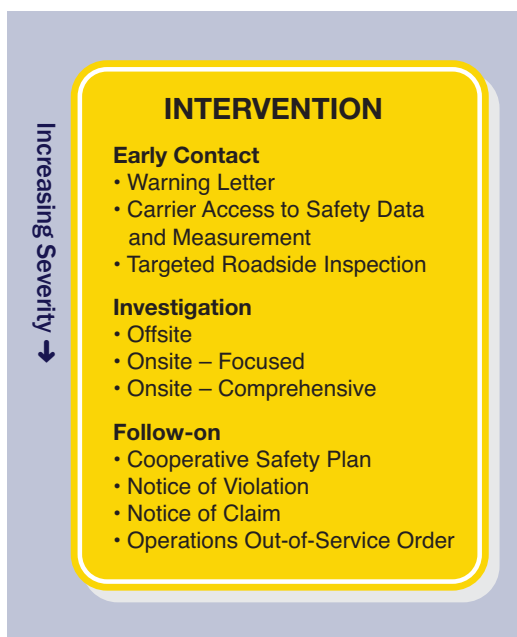 Increasing Severity →
INTERVENTION
Early Contact
• Warning Letter
• Carrier Access to Safety Data
and Measurement
• Targeted Roadside Inspection
Investigation
• Offsite
• Onsite – Focused
• Onsite – Comprehensive
Follow-on
• Cooperative Safety Plan
• Notice of Violation
• Notice of Claim
• Operations Out-of-Service Order